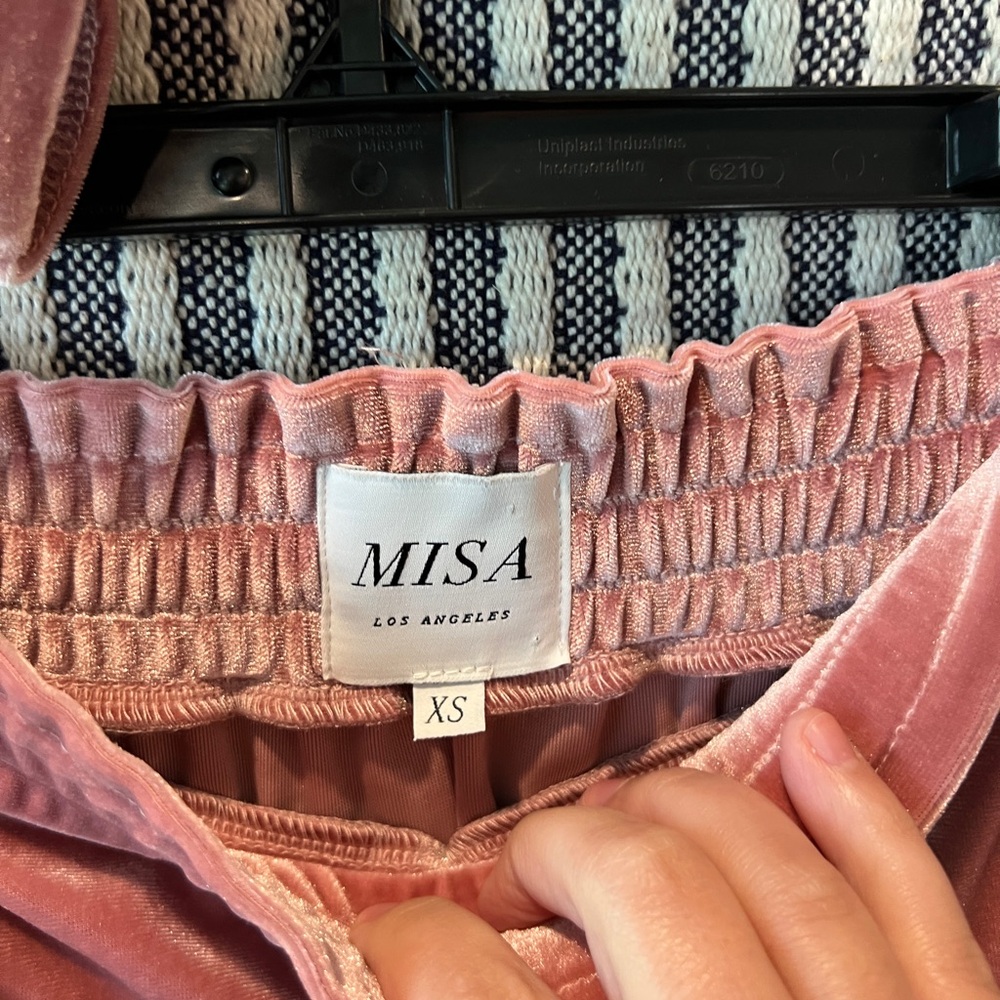 Uniplast Industries
Incorporation
6210
MISA
LOS ANGELES
XS